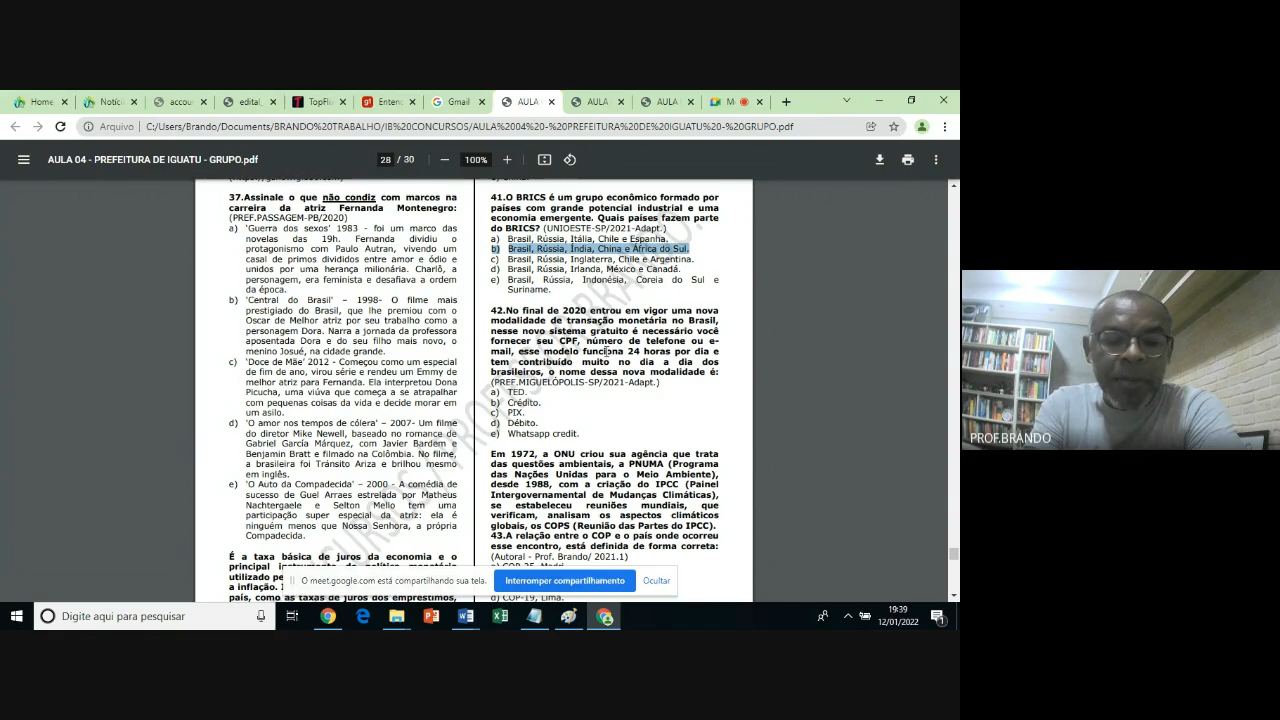 Home
Notíci
accou
edital_
TopFlu
Enten
Gmail
AULA
AULA
AULA
M
Arquivo
C:/Users/Brando/Documents/BRANDO%20TRABALHO/IB%20CONCURSOS/AULA%2004%20-%20PREFEITURA%20DE%20IGUATU%20-%20GRUPO.pdf
AULA 04 - PREFEITURA DE IGUATU - GRUPO.pdf
28 / 30
100%
37.Assinale o que não condiz com marcos na
carreira da atriz Fernanda Montenegro:
(PREF.PASSAGEM-PB/2020)
a) 'Guerra dos sexos' 1983 - foi um marco das
novelas das 19h. Fernanda dividiu o
protagonismo com Paulo Autran, vivendo um
casal de primos divididos entre amor e ódio e
unidos por uma herança milionária. Charlô, a
personagem, era feminista e desafiava a ordem
da época.
b) 'Central do Brasil' – 1998- O filme mais
prestigiado do Brasil, que lhe premiou com o
Oscar de Melhor atriz por seu trabalho como a
personagem Dora. Narra a jornada da professora
aposentada Dora e do seu filho mais novo, o
menino Josué, na cidade grande.
c) 'Doce de Mãe' 2012 - Começou como um especial
de fim de ano, virou série e rendeu um Emmy de
melhor atriz para Fernanda. Ela interpretou Dona
Picucha, uma viúva que começa a se atrapalhar
com pequenas coisas da vida e decide morar em
um asilo.
d) 'O amor nos tempos de cólera' – 2007- Um filme
do diretor Mike Newell, baseado no romance de
Gabriel García Márquez, com Javier Bardem e
Benjamin Bratt e filmado na Colômbia. No filme,
a brasileira foi Tránsito Ariza e brilhou mesmo
em inglês.
e) 'O Auto da Compadecida' – 2000 - A comédia de
sucesso de Guel Arraes estrelada por Matheus
Nachtergaele e Selton Mello tem uma
participação super especial da atriz: ela é
ninguém menos que Nossa Senhora, a própria
Compadecida.
É a taxa básica de juros da economia e o
principal
utilizado pe
a inflação.
país, como as taxas de juros dos empréstimos,
41.O BRICS é um grupo econômico formado por
países com grande potencial industrial e uma
economia emergente. Quais países fazem parte
do BRICS? (UNIOESTE-SP/2021-Adapt.)
a) Brasil, Rússia, Itália, Chile e Espanha.
b) Brasil, Rússia, Índia, China e África do Sul.
c) Brasil, Rússia, Inglaterra, Chile e Argentina.
d) Brasil, Rússia, Irlanda, México e Canadá.
e) Brasil, Rússia, Indonésia, Coreia do Sul e
Suriname.
42.No final de 2020 entrou em vigor uma nova
modalidade de transação monetária no Brasil,
nesse novo sistema gratuito é necessário você
fornecer seu CPF, número de telefone ou e-
mail, esse modelo funciona 24 horas por dia e
tem contribuído muito no dia a dia dos
brasileiros, o nome dessa nova modalidade é:
(PREF.MIGUELÓPOLIS-SP/2021-Adapt.)
a) TED.
b) Crédito.
c) PIX.
d) Débito.
e) Whatsapp credit.
Em 1972, a ONU criou sua agência que trata
das questões ambientais, a PNUMA (Programa
das Nações Unidas para o Meio Ambiente),
desde 1988, com a criação do IPCC (Painel
Intergovernamental de Mudanças Climáticas),
se estabeleceu reuniões mundiais, que
verificam, analisam os aspectos climáticos
globais, os COPS (Reunião das Partes do IPCC).
43.A relação entre o COP e o país onde ocorreu
esse encontro, está definida de forma correta:
(Autoral - Prof. Brando/ 2021.1)
d) COP-19, Lima.
O meet.google.com está compartilhando sua tela.
Interromper compartilhamento
Ocultar
PROF.BRANDO
Digite aqui para pesquisar
19:39
12/01/2022